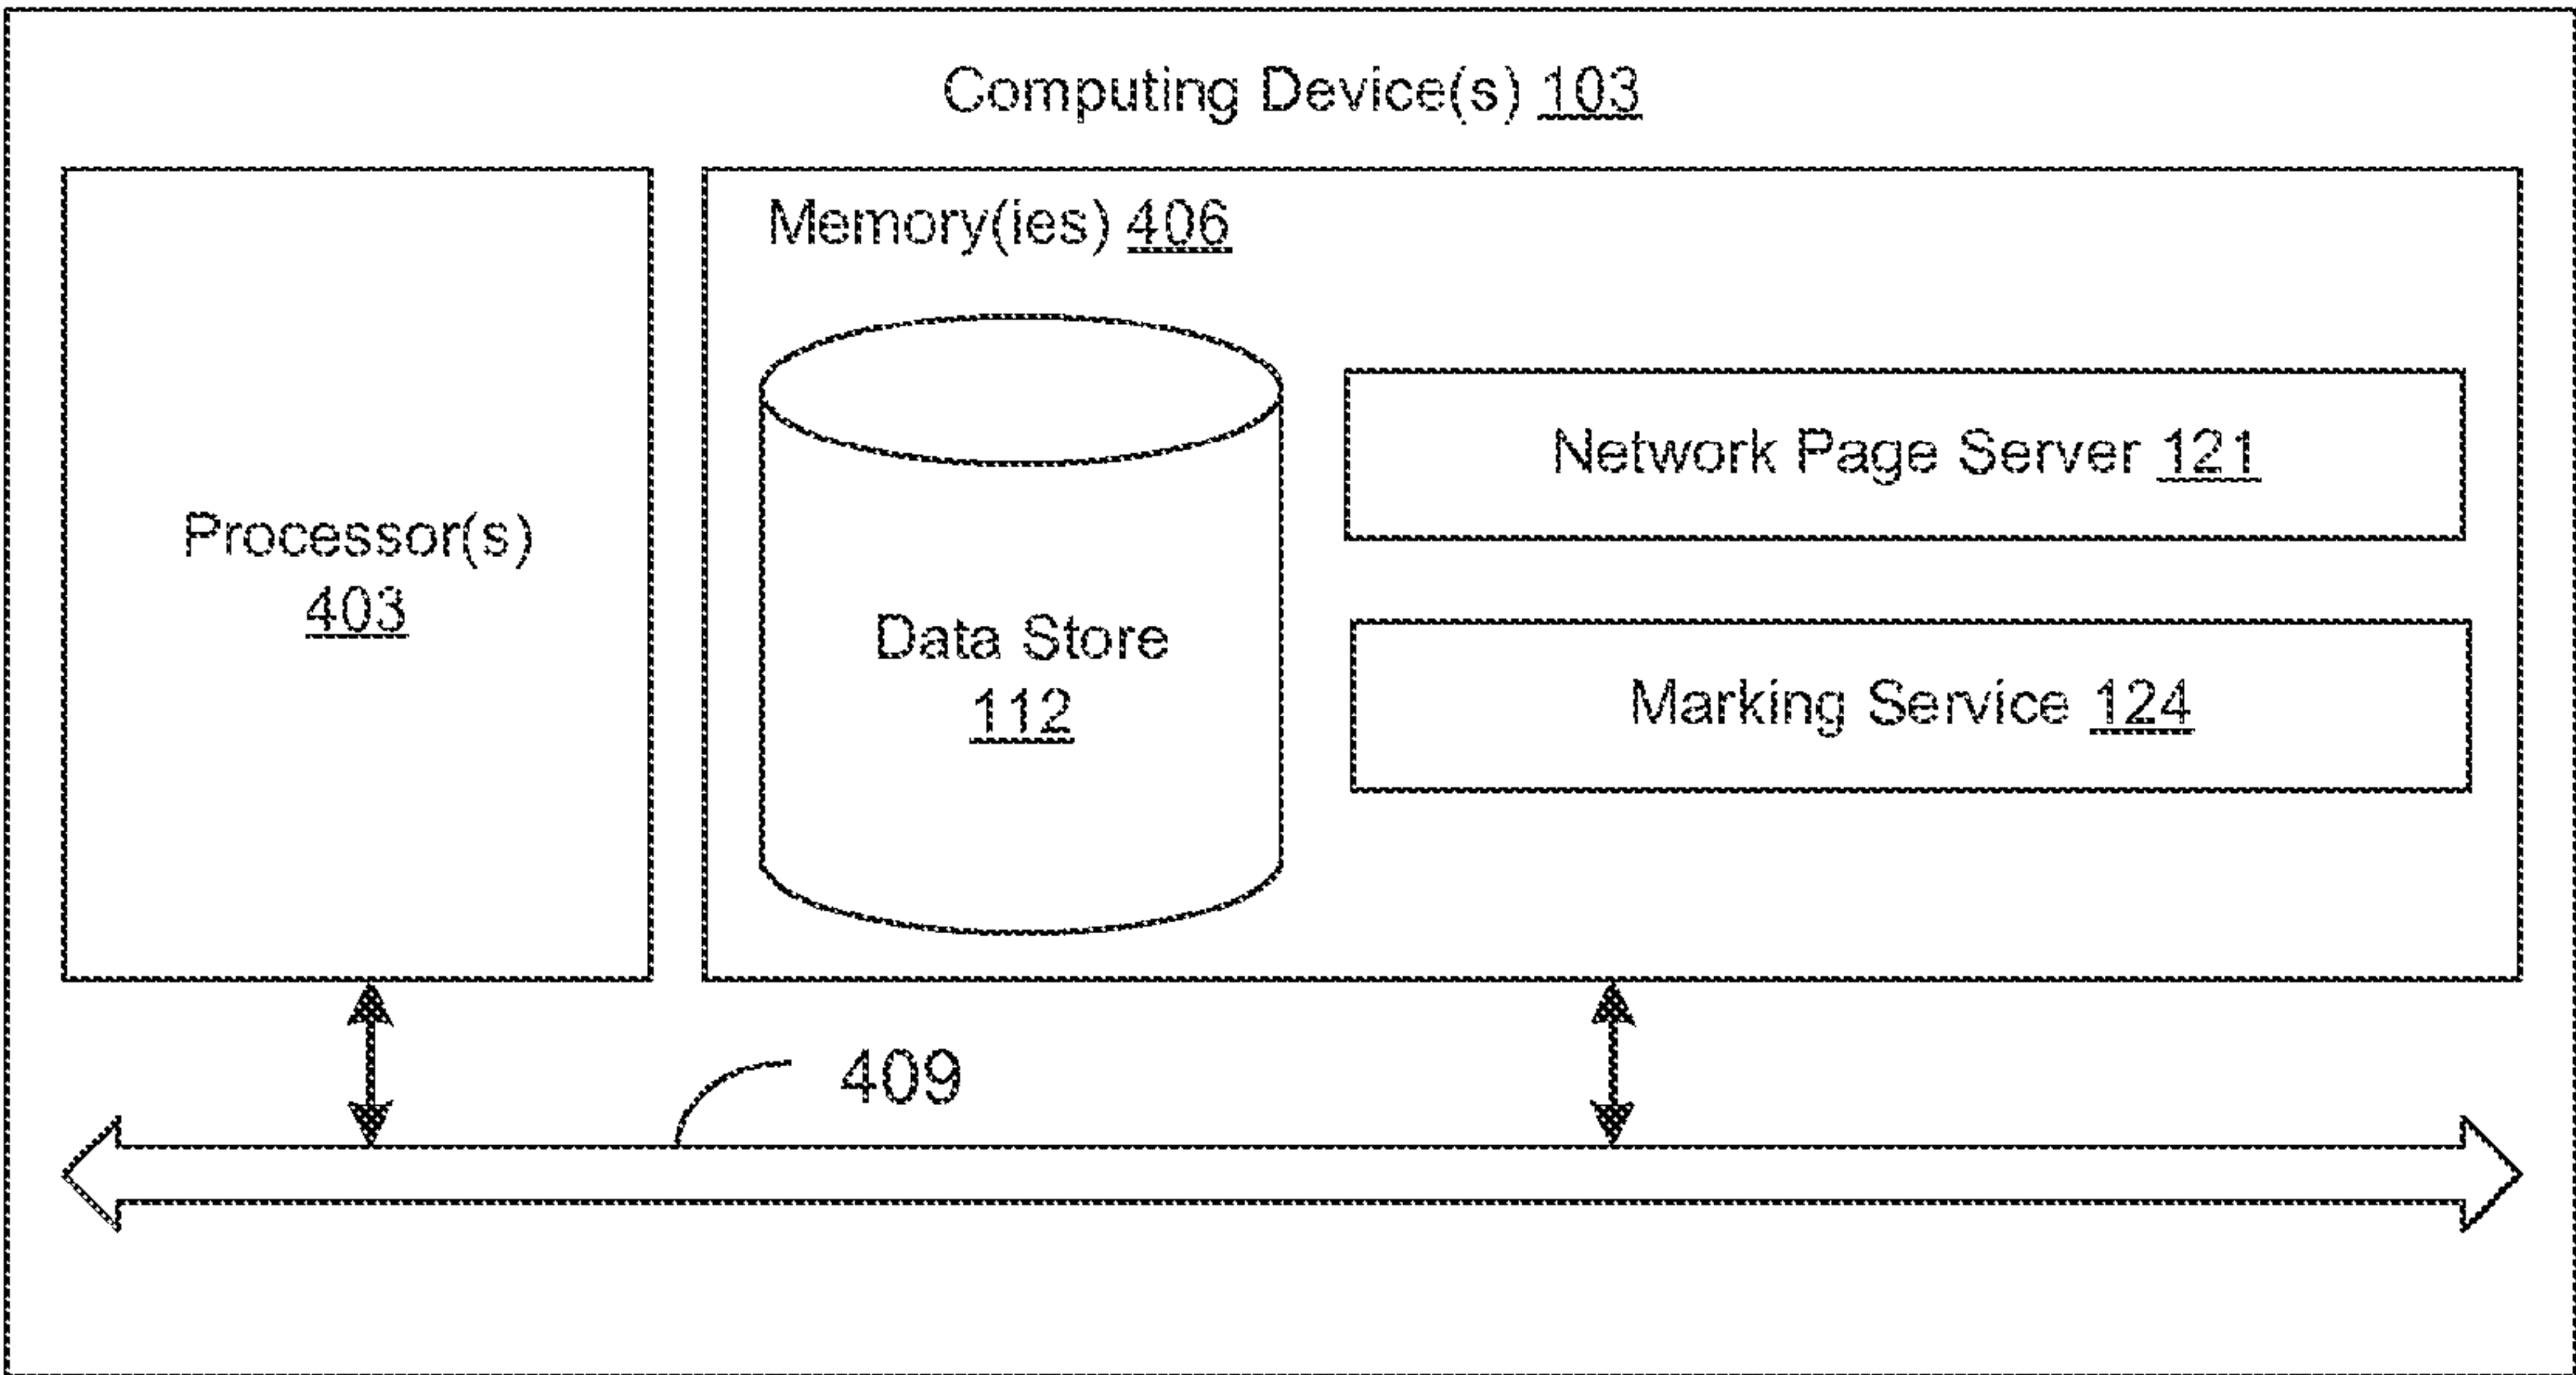 Computing Device(s) 103
Memory(ies) 406
Processor(s)
403
Data Store
112
Network Page Server 121
Marking Service 124
409